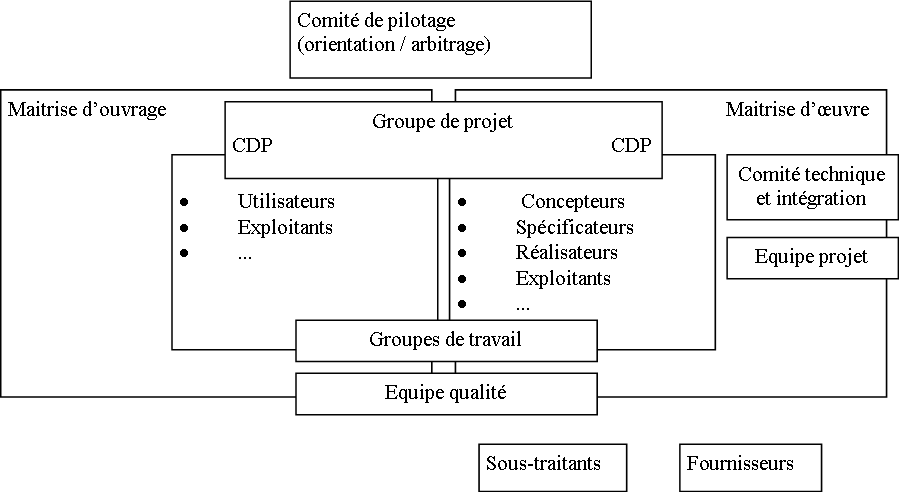 Comité de pilotage
(orientation / arbitrage)
Maitrise d’ouvrage
Maitrise d’œuvre
Groupe de projet
CDP
CDP
Comité technique
et intégration
• Utilisateurs
• Exploitants
• ...
• Concepteurs
• Spécificateurs
• Réalisateurs
• Exploitants
• ...
Equipe projet
Groupes de travail
Equipe qualité
Sous-traitants
Fournisseurs